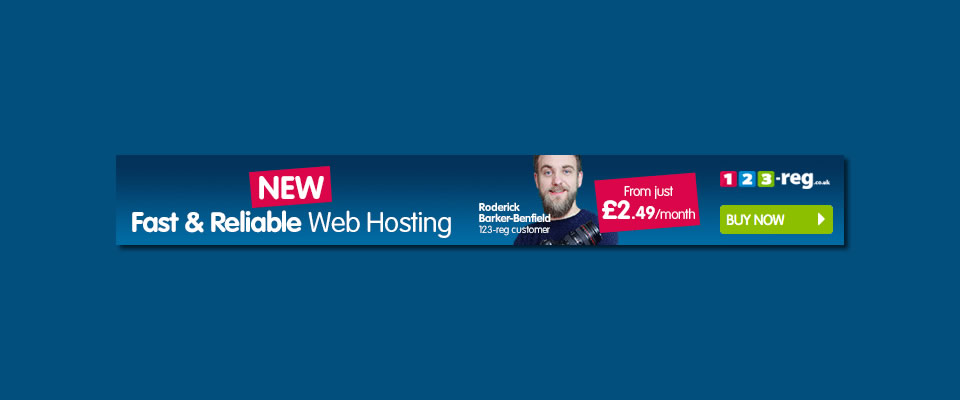 NEW
Fast & Reliable Web Hosting
Roderick
Barker-Benfield
123-reg customer
From just
£2.49/month
123-reg.co.uk
BUY NOW